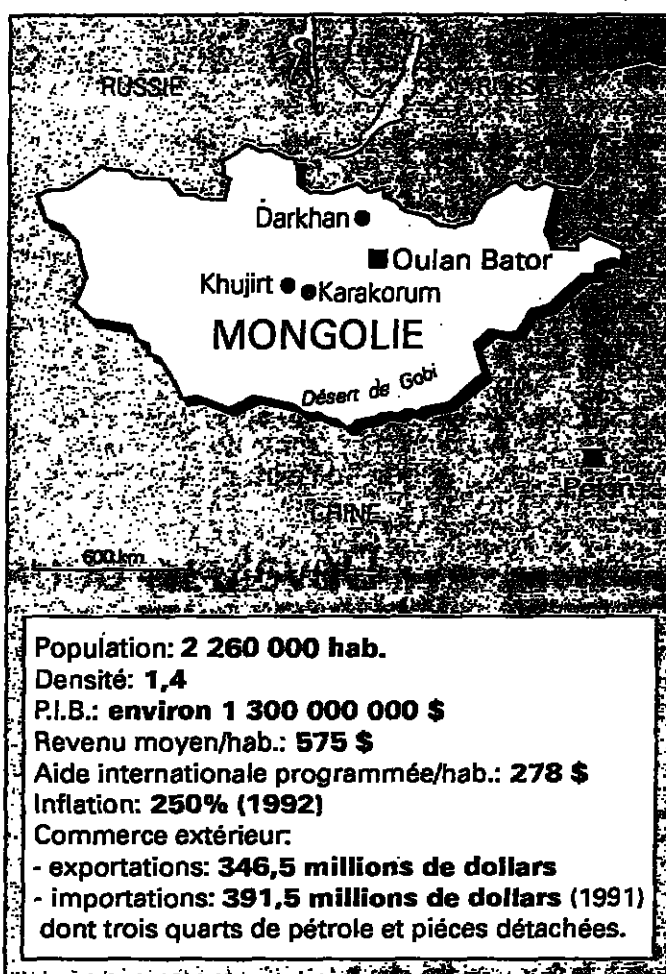 RUSSIE
RUSSIE
Darkhan
Oulan Bator
Khujirt
Karakorum
MONGOLIE
Désert de Gobi
Pékin
CHINE
600 km
Population: 2 260 000 hab.
Densité: 1,4
P.I.B.: environ 1 300 000 000 $
Revenu moyen/hab.: 575 $
Aide internationale programmée/hab.: 278 $
Inflation: 250% (1992)
Commerce extérieur:
- exportations: 346,5 millions de dollars
- importations: 391,5 millions de dollars (1991)
dont trois quarts de pétrole et piéces détachées.